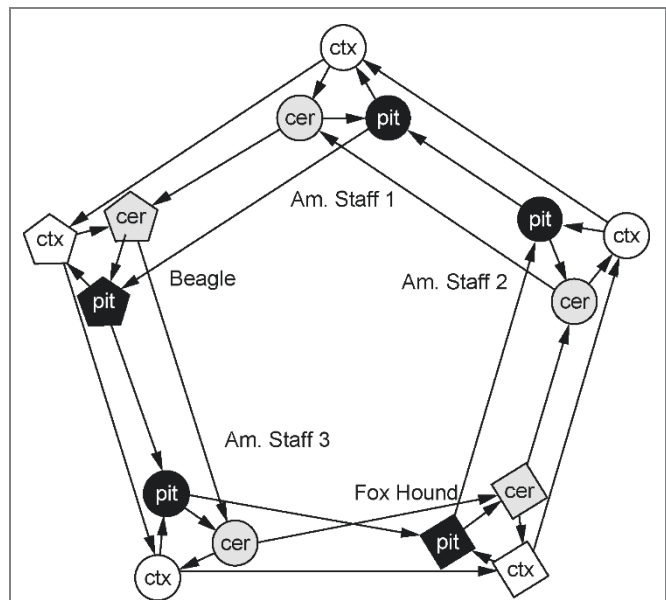 ctx
cer
pit
Am. Staff 1
cer
ctx
pit
Beagle
pit
ctx
cer
Am. Staff 2
Am. Staff 3
pit
cer
ctx
Fox Hound
cer
pit
ctx